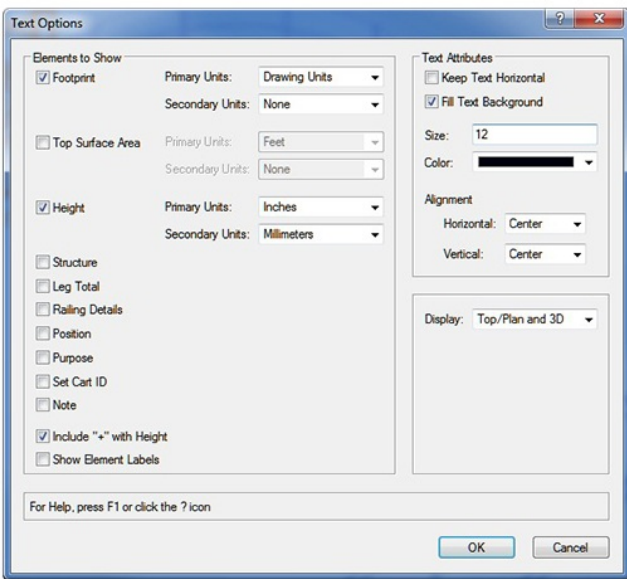 Text Options
Elements to Show
Footprint Primary Units: Drawing Units
Secondary Units: None
Top Surface Area Primary Units: Feet
Secondary Units: None
Height Primary Units: Inches
Secondary Units: Millimeters
Structure
Leg Total
Railing Details
Position
Purpose
Set Cart ID
Note
Include "+" with Height
Show Element Labels
Text Attributes
Keep Text Horizontal
Fill Text Background
Size: 12
Color:
Alignment
Horizontal: Center
Vertical: Center
Display: Top/Plan and 3D
For Help, press F1 or click the ? icon
OK Cancel